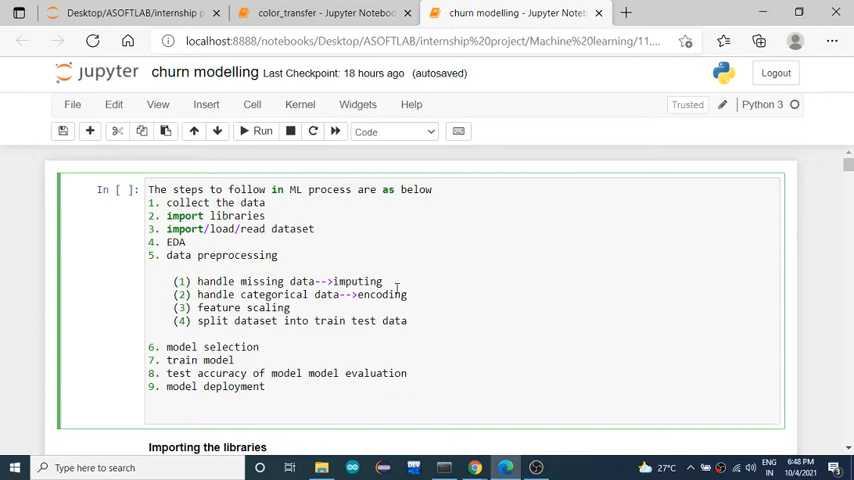 Desktop/ASOFTLAB/internship p
color_transfer - Jupyter Noteboo
churn modelling - Jupyter Noteb
localhost:8888/notebooks/Desktop/ASOFTLAB/internship%20project/Machine%20learning/11....
jupyter churn modelling Last Checkpoint: 18 hours ago (autosaved)
Logout
File Edit View Insert Cell Kernel Widgets Help
Trusted
Python 3
Run
Code
In [ ]:
The steps to follow in ML process are as below
1. collect the data
2. import libraries
3. import/load/read dataset
4. EDA
5. data preprocessing
(1) handle missing data-->imputing
(2) handle categorical data-->encoding
(3) feature scaling
(4) split dataset into train test data
6. model selection
7. train model
8. test accuracy of model model evaluation
9. model deployment
Importing the libraries
Type here to search
27°C
ENG
IN
6:48 PM
10/4/2021
3